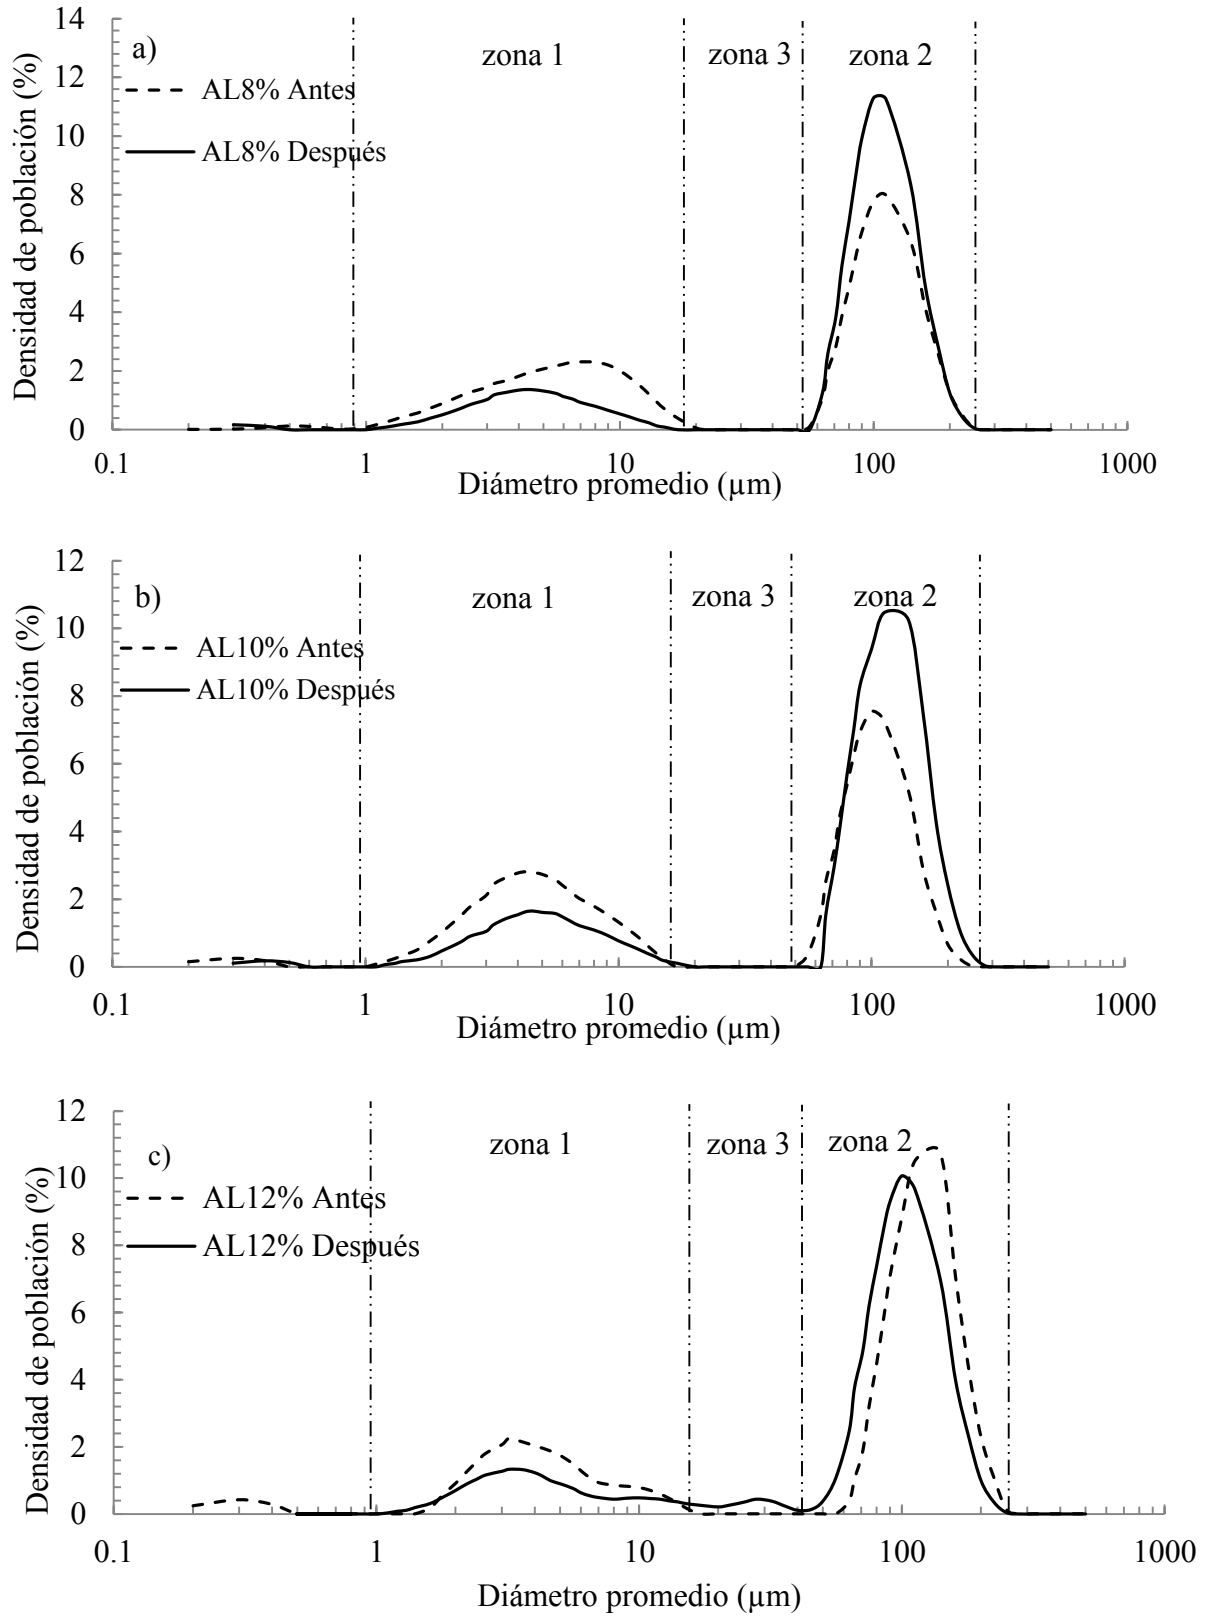 a)
zona 1
zona 3
zona 2
AL8% Antes
AL8% Después
Densidad de población (%)
14
12
10
8
6
4
2
0
0.1
1
10
100
1000
Diámetro promedio (µm)
b)
zona 1
zona 3
zona 2
AL10% Antes
AL10% Después
Densidad de población (%)
12
10
8
6
4
2
0
0.1
1
10
100
1000
Diámetro promedio (µm)
c)
zona 1
zona 3
zona 2
AL12% Antes
AL12% Después
Densidad de población (%)
12
10
8
6
4
2
0
0.1
1
10
100
1000
Diámetro promedio (µm)